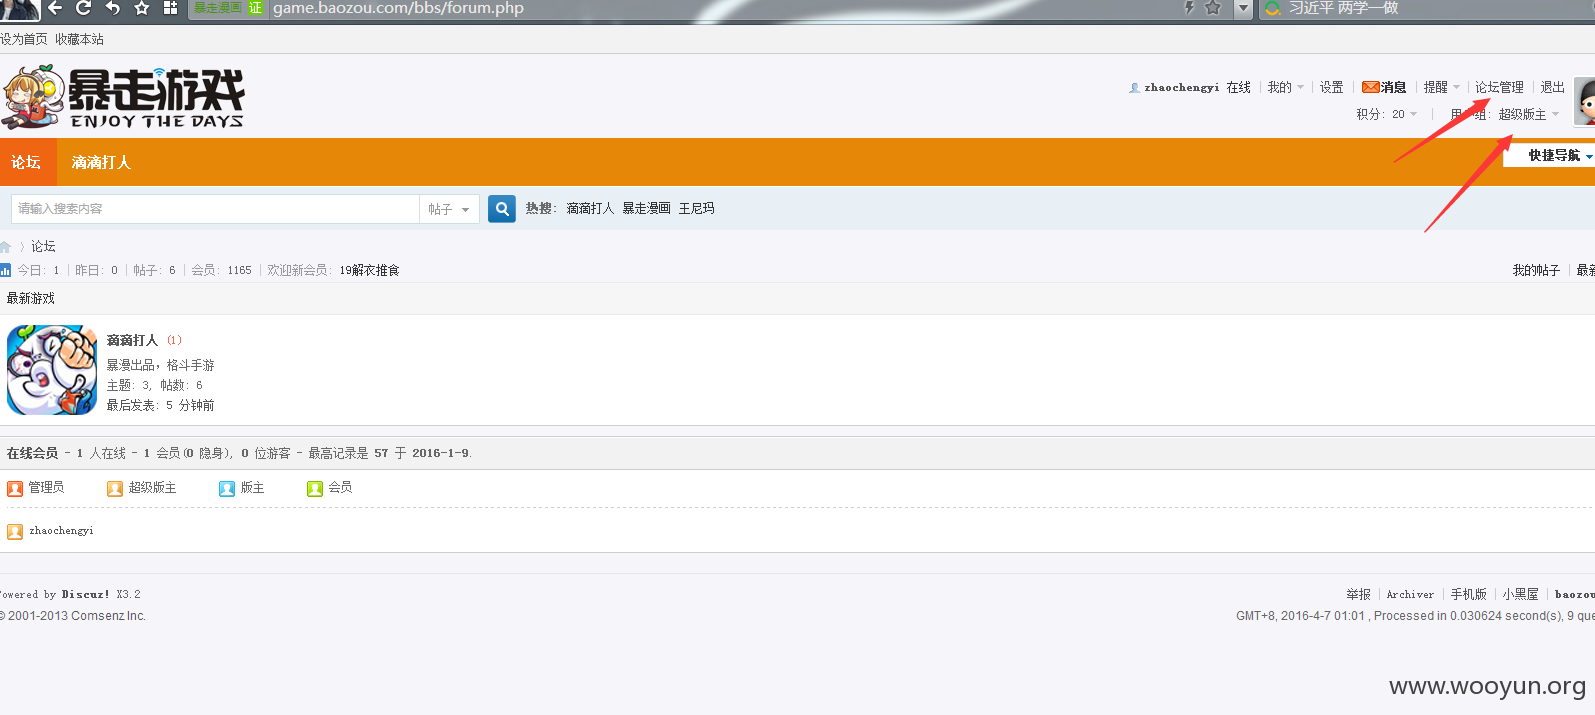 暴走漫画 证 game.baozou.com/bbs/forum.php 习近平 两学一做
设为首页 收藏本站
暴走游戏
ENJOY THE DAYS
zhaochengyi 在线 我的 设置 消息 提醒 论坛管理 退出
积分: 20 用户组: 超级版主
论坛 滴滴打人
快捷导航
请输入搜索内容 帖子 热搜: 滴滴打人 暴走漫画 王尼玛
论坛
今日: 1 昨日: 0 帖子: 6 会员: 1165 欢迎新会员: 19解衣推食 我的帖子 最新
最新游戏
滴滴打人 (1)
暴漫出品，格斗手游
主题: 3, 帖数: 6
最后发表: 5 分钟前
在线会员 - 1 人在线 - 1 会员(0 隐身), 0 位游客 - 最高记录是 57 于 2016-1-9.
管理员 超级版主 版主 会员
zhaochengyi
Powered by Discuz! X3.2 举报 Archiver 手机版 小黑屋 baozou
© 2001-2013 Comsenz Inc. GMT+8, 2016-4-7 01:01 , Processed in 0.030624 second(s), 9 que
www.wooyun.org